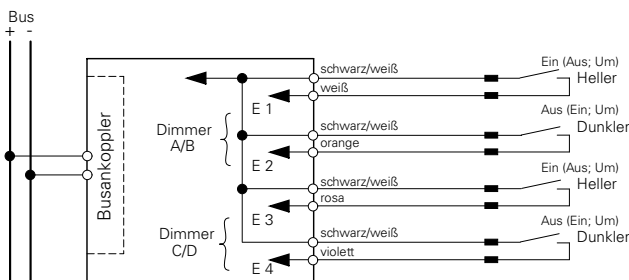 Bus
+ -
Busankoppler
schwarz/weiß
weiß
E 1
Ein (Aus; Um)
Heller
Dimmer
A/B
schwarz/weiß
orange
E 2
Aus (Ein; Um)
Dunkler
schwarz/weiß
rosa
E 3
Ein (Aus; Um)
Heller
Dimmer
C/D
schwarz/weiß
violett
E 4
Aus (Ein; Um)
Dunkler